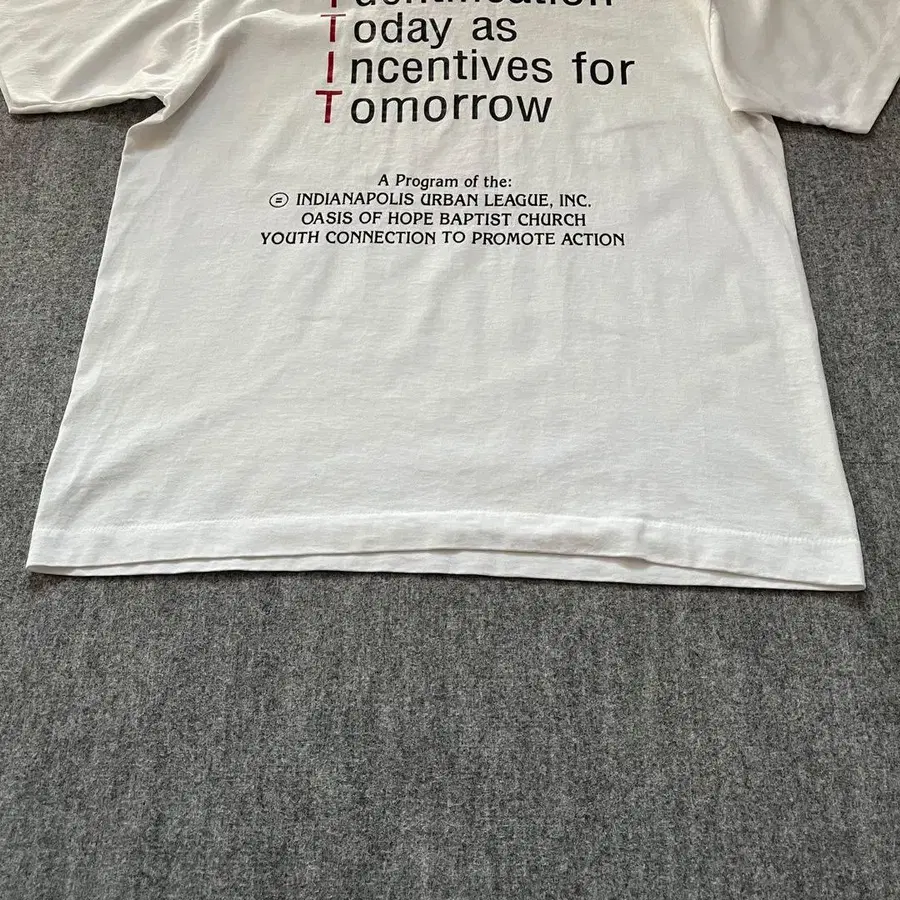 Identification
Today as
Incentives for
Tomorrow
A Program of the:
INDIANAPOLIS URBAN LEAGUE, INC.
OASIS OF HOPE BAPTIST CHURCH
YOUTH CONNECTION TO PROMOTE ACTION